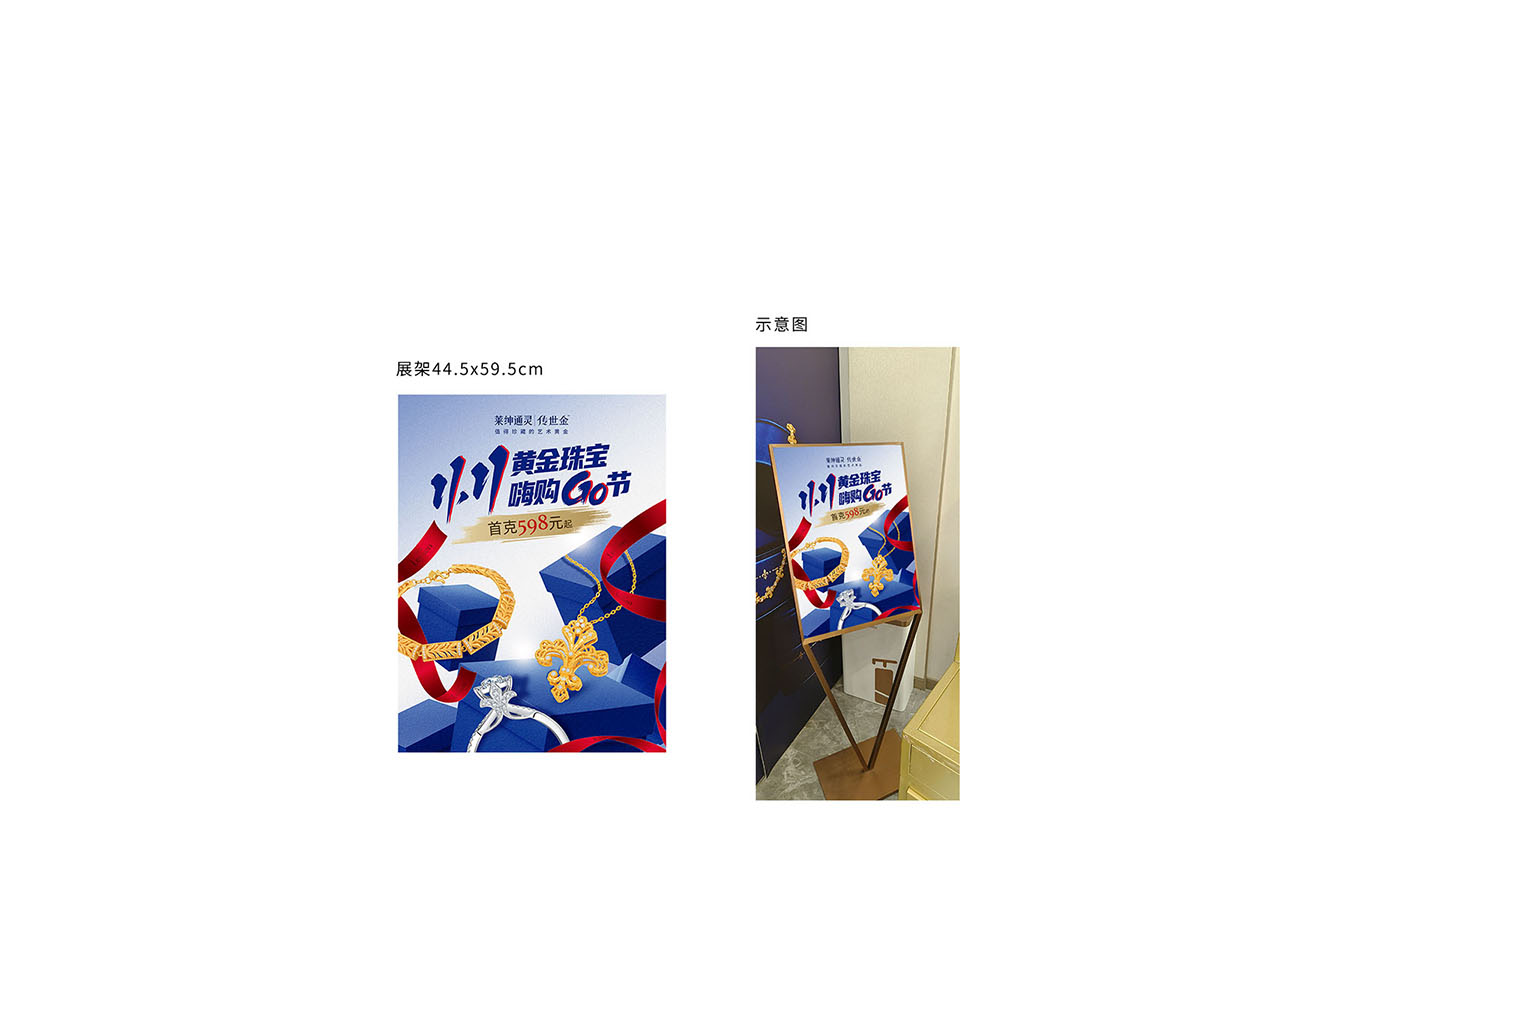 示意图
展架44.5x59.5cm
莱绅通灵|传世金
值得珍藏的艺术黄金
11.11 黄金珠宝
嗨购GO节
首克598元起
莱绅通灵 传世金
11.11 黄金珠宝
嗨购GO节
首克598元起